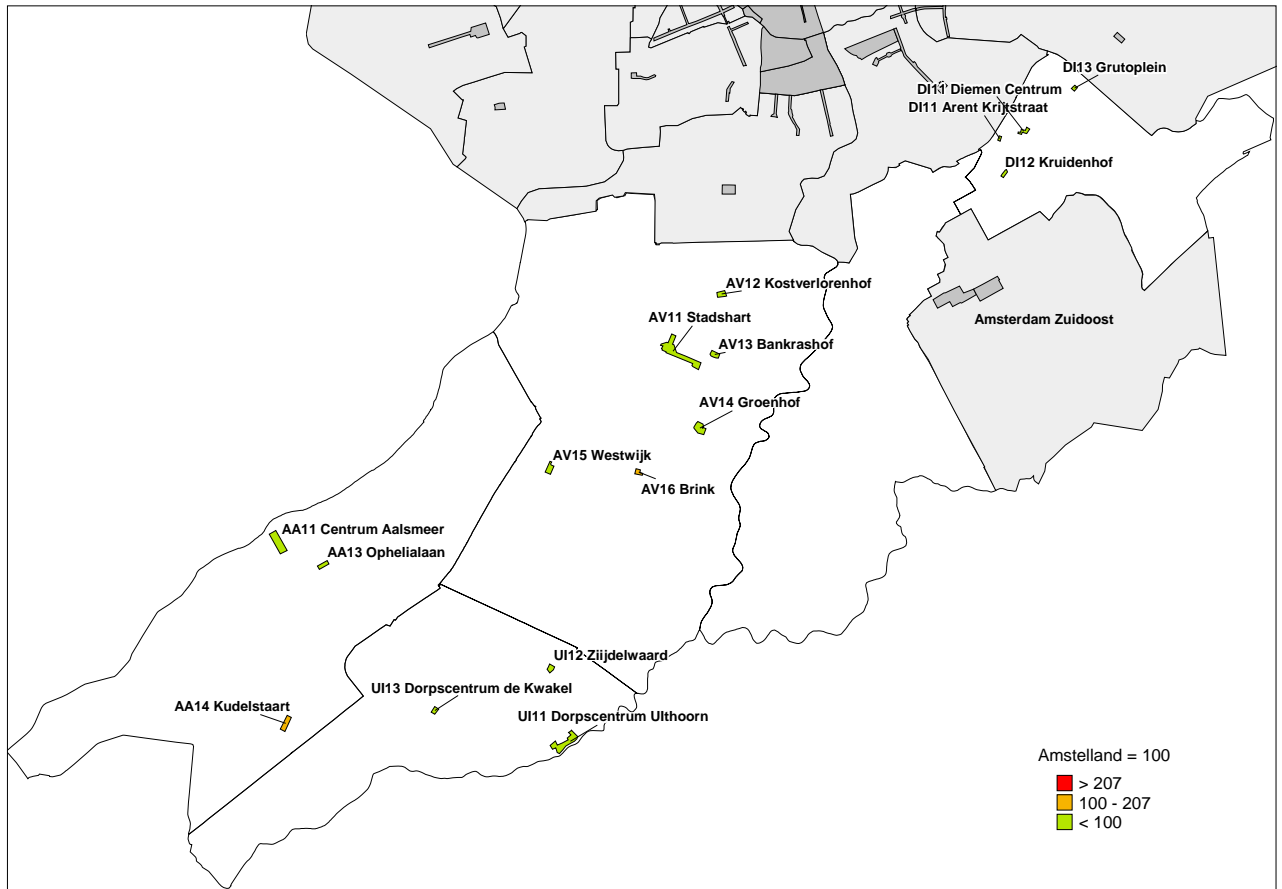 DI13 Grutoplein
DI11 Diemen Centrum
DI11 Arent Krijtstraat
DI12 Kruidenhof
AV12 Kostverlorenhof
AV11 Stadshart
Amsterdam Zuidoost
AV13 Bankrashof
AV14 Groenhof
AV15 Westwijk
AV16 Brink
AA11 Centrum Aalsmeer
AA13 Ophelialaan
UI12 Ziijdelwaard
UI13 Dorpscentrum de Kwakel
AA14 Kudelstaart
UI11 Dorpscentrum UIthoorn
Amstelland = 100
> 207
100 - 207
< 100